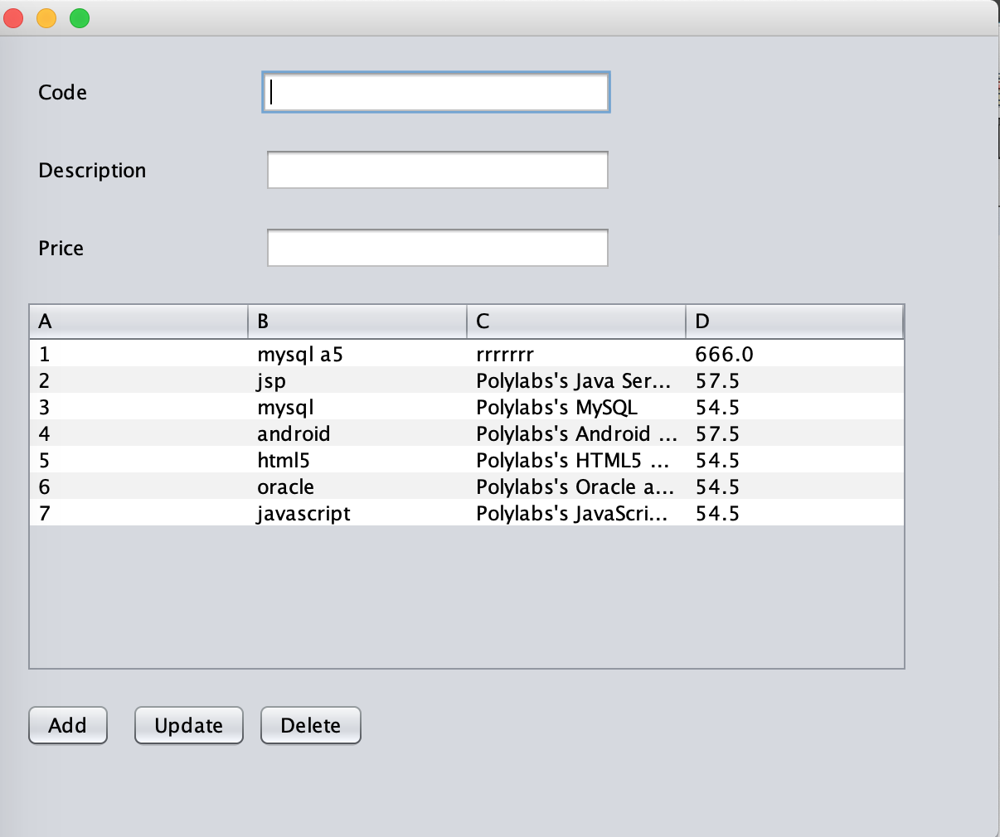 Code
Description
Price
A B C D
1 mysql a5 rrrrrrr 666.0
2 jsp Polylabs's Java Ser... 57.5
3 mysql Polylabs's MySQL 54.5
4 android Polylabs's Android ... 57.5
5 html5 Polylabs's HTML5 ... 54.5
6 oracle Polylabs's Oracle a... 54.5
7 javascript Polylabs's JavaScri... 54.5
Add Update Delete